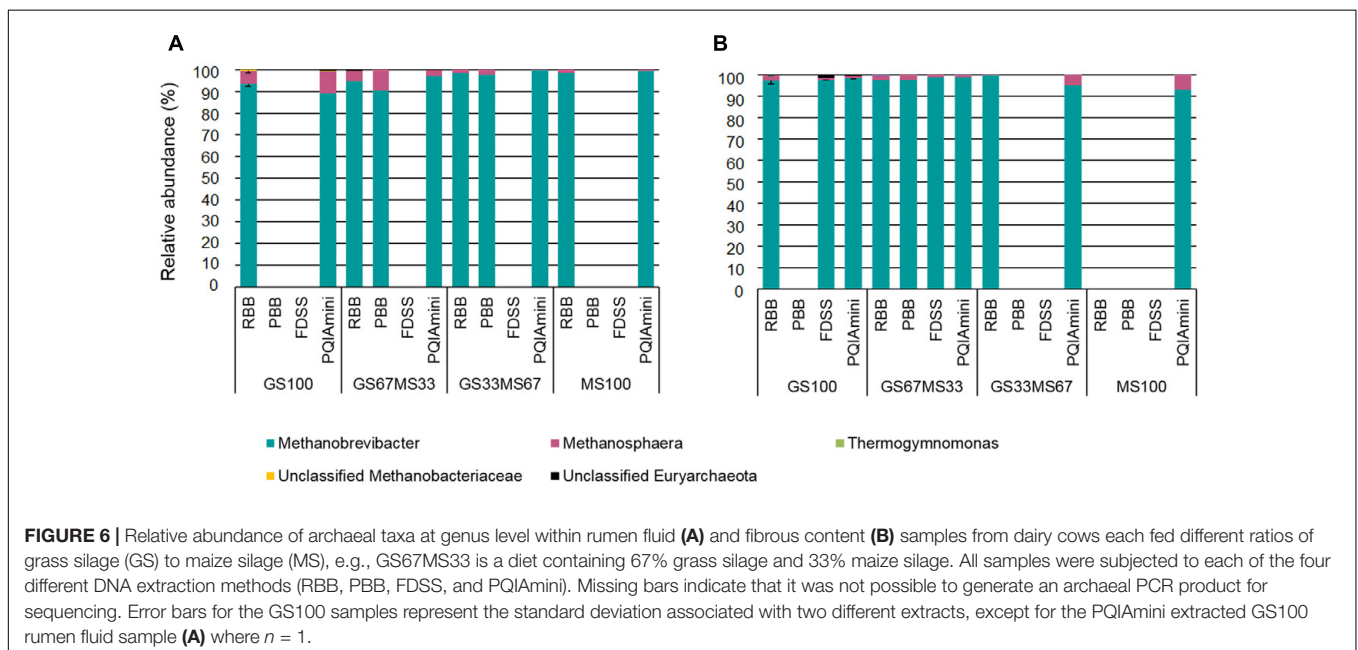 A
B
Relative abundance (%)
100
90
80
70
60
50
40
30
20
10
0
RBB
PBB
FDSS
PQIAmini
RBB
PBB
FDSS
PQIAmini
RBB
PBB
FDSS
PQIAmini
RBB
PBB
FDSS
PQIAmini
GS100 GS67MS33 GS33MS67 MS100
Relative abundance (%)
100
90
80
70
60
50
40
30
20
10
0
RBB
PBB
FDSS
PQIAmini
RBB
PBB
FDSS
PQIAmini
RBB
PBB
FDSS
PQIAmini
RBB
PBB
FDSS
PQIAmini
GS100 GS67MS33 GS33MS67 MS100
Methanobrevibacter Methanosphaera Thermogymnomonas
Unclassified Methanobacteriaceae Unclassified Euryarchaeota
FIGURE 6 | Relative abundance of archaeal taxa at genus level within rumen fluid (A) and fibrous content (B) samples from dairy cows each fed different ratios of
grass silage (GS) to maize silage (MS), e.g., GS67MS33 is a diet containing 67% grass silage and 33% maize silage. All samples were subjected to each of the four
different DNA extraction methods (RBB, PBB, FDSS, and PQIAmini). Missing bars indicate that it was not possible to generate an archaeal PCR product for
sequencing. Error bars for the GS100 samples represent the standard deviation associated with two different extracts, except for the PQIAmini extracted GS100
rumen fluid sample (A) where n = 1.